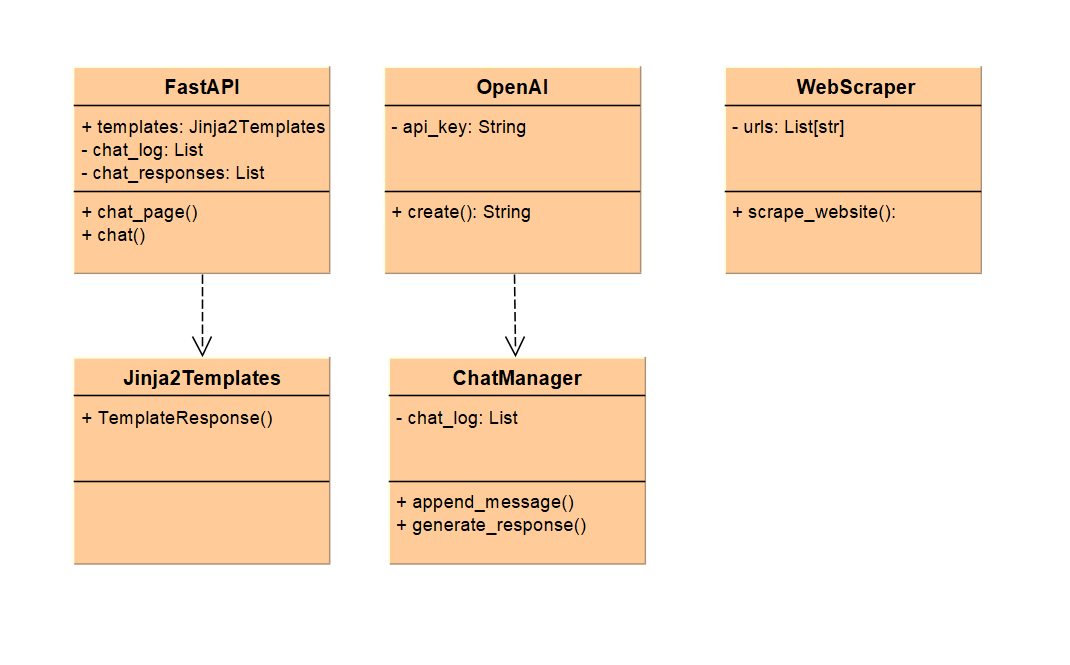 FastAPI
+ templates: Jinja2Templates
- chat_log: List
- chat_responses: List
+ chat_page()
+ chat()
OpenAI
- api_key: String
+ create(): String
WebScraper
- urls: List[str]
+ scrape_website():
Jinja2Templates
+ TemplateResponse()
ChatManager
- chat_log: List
+ append_message()
+ generate_response()